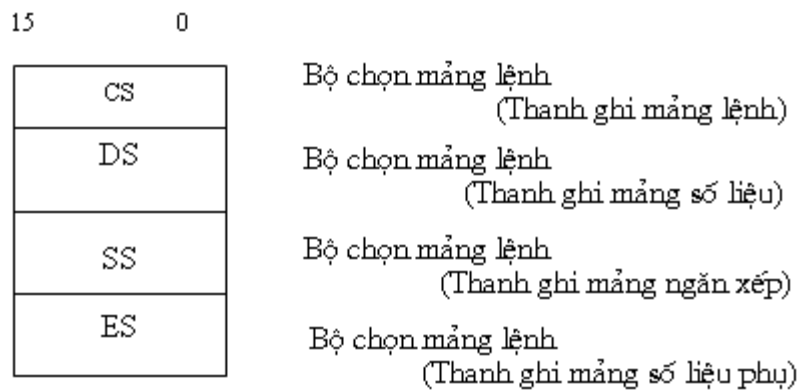 15 0
CS Bộ chọn mảng lệnh
(Thanh ghi mảng lệnh)
DS Bộ chọn mảng lệnh
(Thanh ghi mảng số liệu)
SS Bộ chọn mảng lệnh
(Thanh ghi mảng ngăn xếp)
ES Bộ chọn mảng lệnh
(Thanh ghi mảng số liệu phụ)